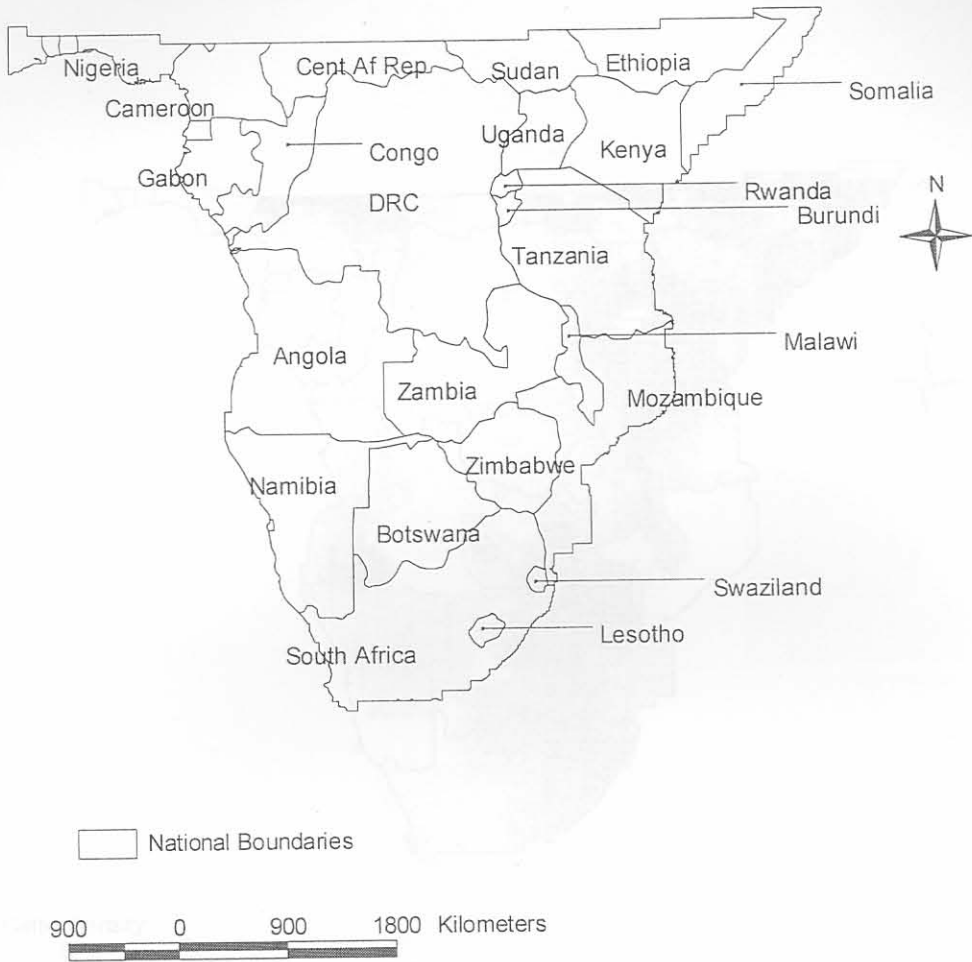 Nigeria
Cent Af Rep
Sudan
Ethiopia
Somalia
Cameroon
Uganda
Kenya
Congo
Gabon
Rwanda
N
DRC
Burundi
Tanzania
Angola
Malawi
Zambia
Mozambique
Zimbabwe
Namibia
Botswana
Swaziland
Lesotho
South Africa
National Boundaries
900 0 900 1800 Kilometers